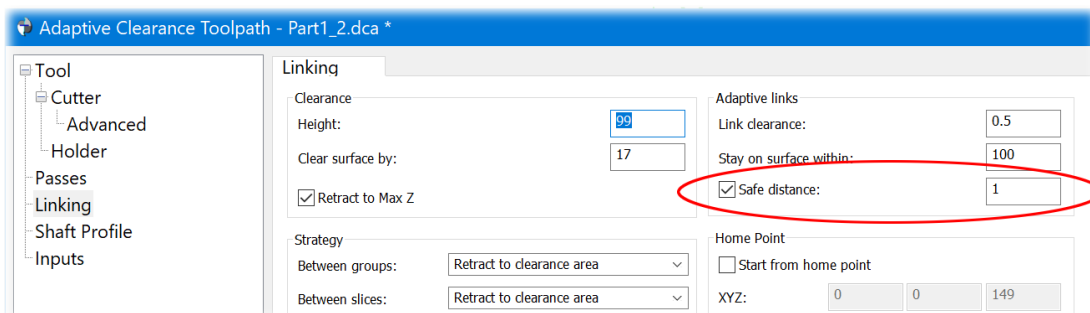 Adaptive Clearance Toolpath - Part1_2.dca *
Tool
Cutter
Advanced
Holder
Passes
Linking
Shaft Profile
Inputs
Linking
Clearance
Height: 99
Clear surface by: 17
Retract to Max Z
Strategy
Between groups: Retract to clearance area
Between slices: Retract to clearance area
Adaptive links
Link clearance: 0.5
Stay on surface within: 100
Safe distance: 1
Home Point
Start from home point
XYZ: 0 0 149